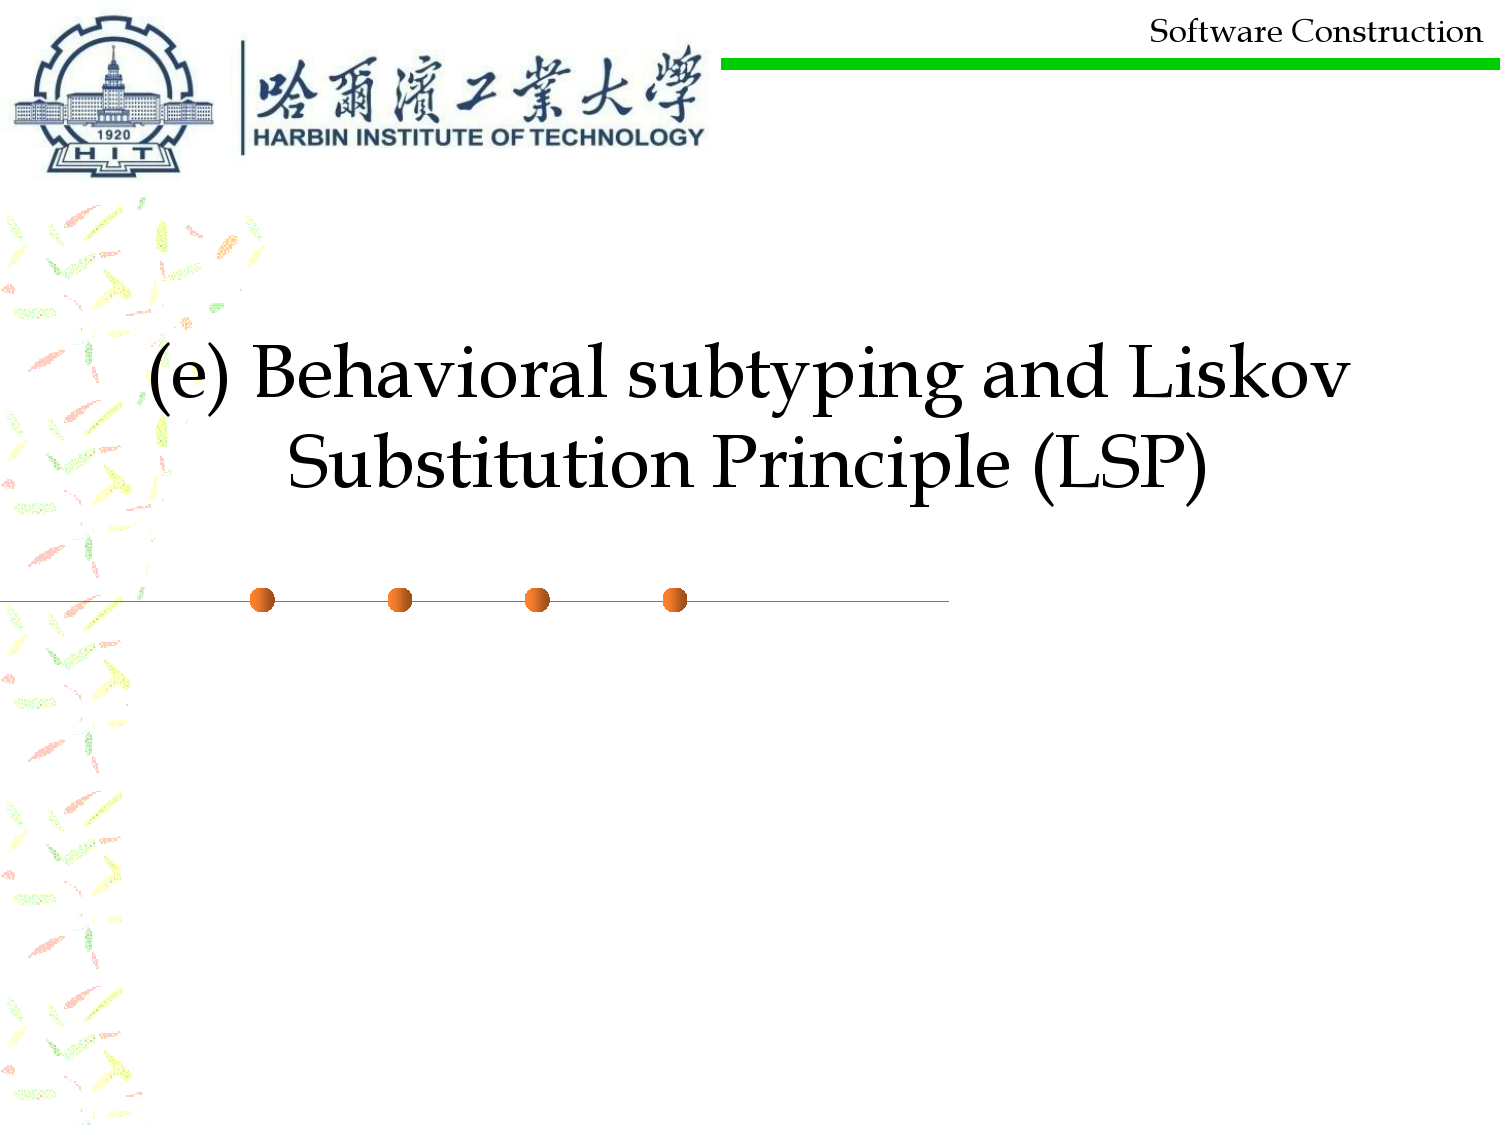 Software Construction
1920
HIT
哈爾濱工業大學
HARBIN INSTITUTE OF TECHNOLOGY
(e) Behavioral subtyping and Liskov
Substitution Principle (LSP)